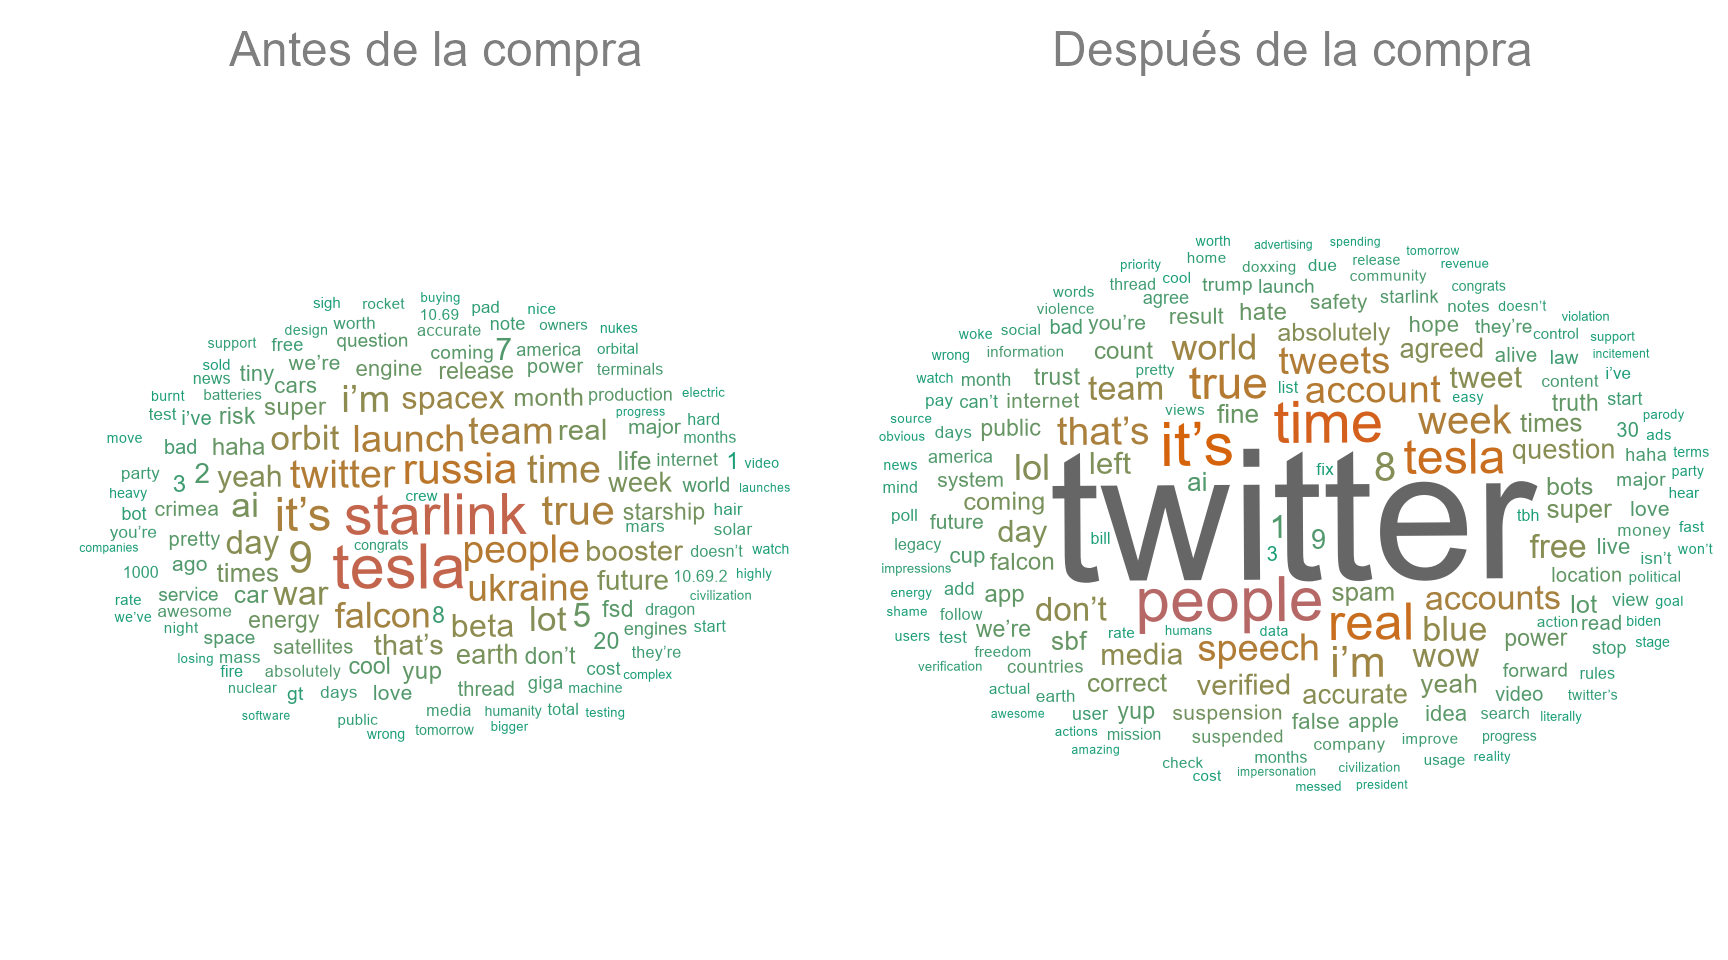 Antes de la compra
Después de la compra
sigh rocket buying pad nice
10.69
design worth accurate note owners nukes
support free question coming 7 america orbital
sold tiny we’re engine release power terminals
news cars
burnt batteries i’m spacex month production electric
test i’ve risk super progress hard
move bad haha orbit launch team real major months
party 3 2 yeah twitter russia time life internet 1 video
heavy crew week world launches
bot crimea ai it’s starlink true starship hair
mars solar
you’re pretty day 9 congrats people booster doesn’t watch
companies ago tesla
1000 times ukraine future 10.69.2 highly
rate service car war civilization
we’ve awesome energy falcon 8 beta lot 5 fsd dragon
night space 20 engines start
losing mass satellites that’s earth don’t they’re
fire absolutely cool yup cost complex
nuclear gt days love thread giga machine
software public media humanity total testing
wrong tomorrow bigger
worth advertising spending tomorrow
priority home doxxing due release revenue
words thread cool trump launch community congrats
violence agree safety starlink notes doesn’t
woke social bad you’re result hate absolutely hope they’re control violation support
wrong information count world tweets agreed alive law incitement
watch month trust team pretty true list account tweet content i’ve
pay can’t internet views fine easy truth start
source public that’s it’s time week times parody
obvious days 30 ads
news america lol left fix 8 tesla question haha terms
mind system ai bots major party
poll coming twitter super love hear
future day bill 1 tbh money fast
legacy cup falcon 3 9 free live isn’t won’t
impressions location political
energy add app people spam accounts lot view goal
shame follow don’t real blue action read biden
users test we’re sbf rate humans data power stop stage
freedom media speech i’m wow
verification countries forward rules
actual earth correct verified accurate yeah video twitter’s
awesome user yup suspension false apple idea search literally
actions mission suspended company improve progress
amazing months usage reality
check impersonation civilization
cost messed president